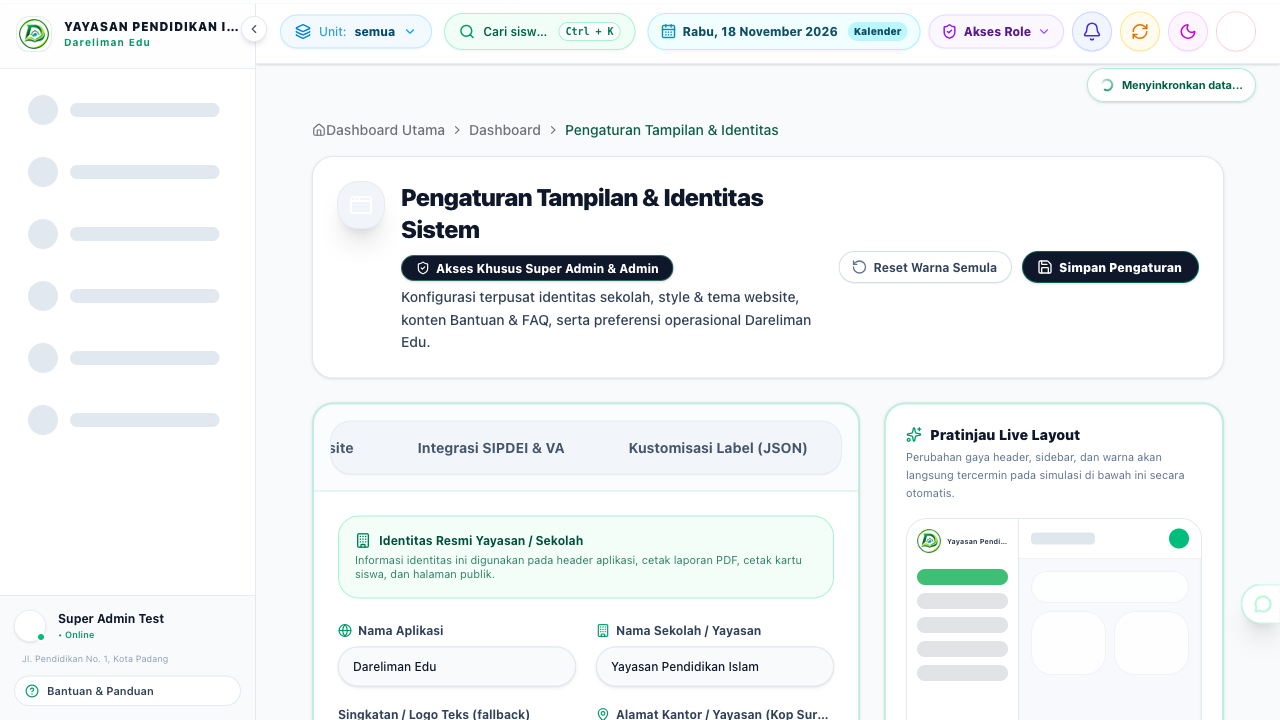 YAYASAN PENDIDIKAN I...
Dareliman Edu
Unit: semua
Cari sisw...
Ctrl + K
Rabu, 18 November 2026
Kalender
Akses Role
Menyinkronkan data...
Dashboard Utama
Dashboard
Pengaturan Tampilan & Identitas
Pengaturan Tampilan & Identitas
Sistem
Akses Khusus Super Admin & Admin
Konfigurasi terpusat identitas sekolah, style & tema website,
konten Bantuan & FAQ, serta preferensi operasional Dareliman
Edu.
Reset Warna Semula
Simpan Pengaturan
site
Integrasi SIPDEI & VA
Kustomisasi Label (JSON)
Identitas Resmi Yayasan / Sekolah
Informasi identitas ini digunakan pada header aplikasi, cetak laporan PDF, cetak kartu
siswa, dan halaman publik.
Nama Aplikasi
Dareliman Edu
Nama Sekolah / Yayasan
Yayasan Pendidikan Islam
Singkatan / Logo Teks (fallback)
Alamat Kantor / Yayasan (Kop Sur...
Pratinjau Live Layout
Perubahan gaya header, sidebar, dan warna akan
langsung tercermin pada simulasi di bawah ini secara
otomatis.
Yayasan Pendi...
Super Admin Test
• Online
Jl. Pendidikan No. 1, Kota Padang
Bantuan & Panduan